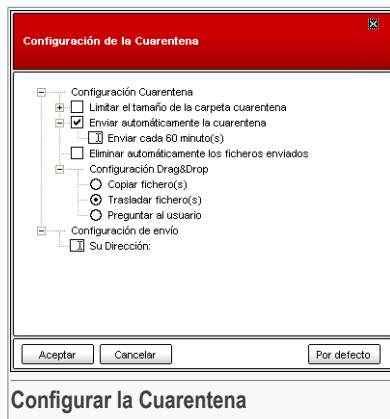 Configuración de la Cuarentena
Configuración Cuarentena
Limitar el tamaño de la carpeta cuarentena
Enviar automáticamente la cuarentena
Enviar cada 60 minuto(s)
Eliminar automáticamente los ficheros enviados
Configuración Drag&Drop
Copiar fichero(s)
Trasladar fichero(s)
Preguntar al usuario
Configuración de envío
Su Dirección:
Aceptar Cancelar Por defecto
Configurar la Cuarentena